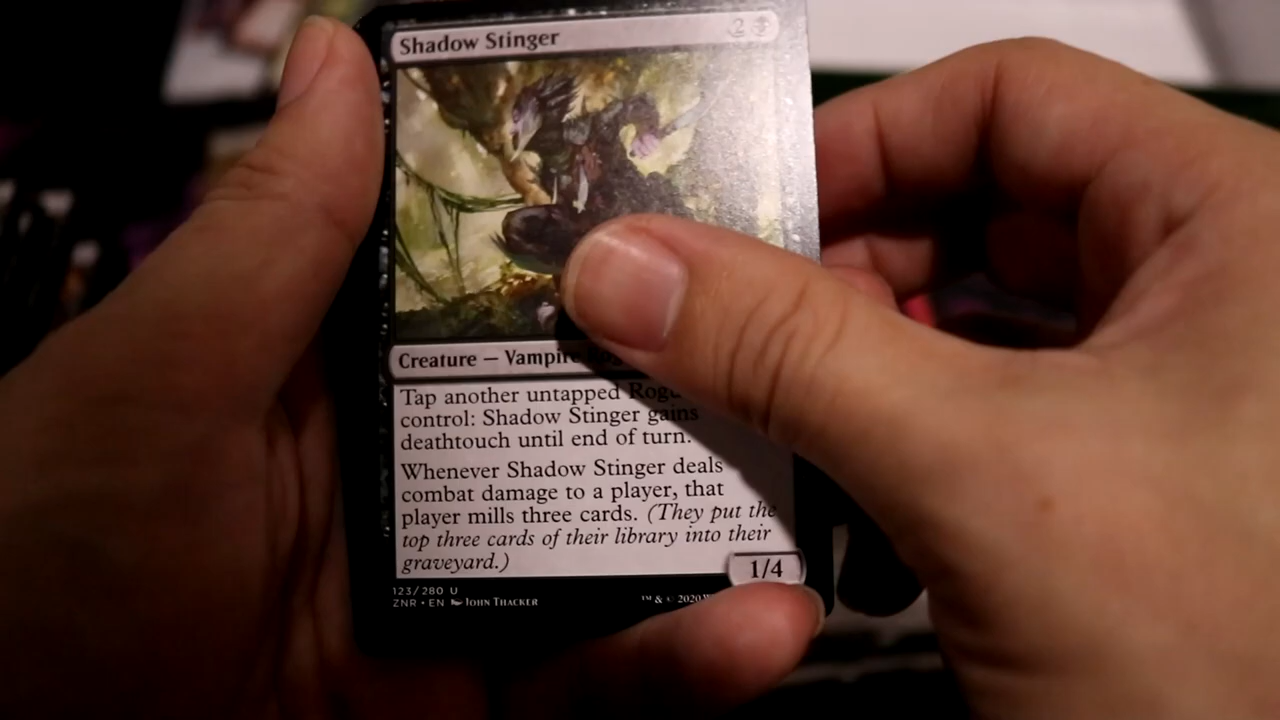 Shadow Stinger 2
Creature — Vampire
Tap another untapped
control: Shadow Stinger gains
deathtouch until end of turn.
Whenever Shadow Stinger deals
combat damage to a player, that
player mills three cards. (They put the
top three cards of their library into their
graveyard.)
1/4
123/280 U
ZNR • EN John Thacker ™ & © 2020